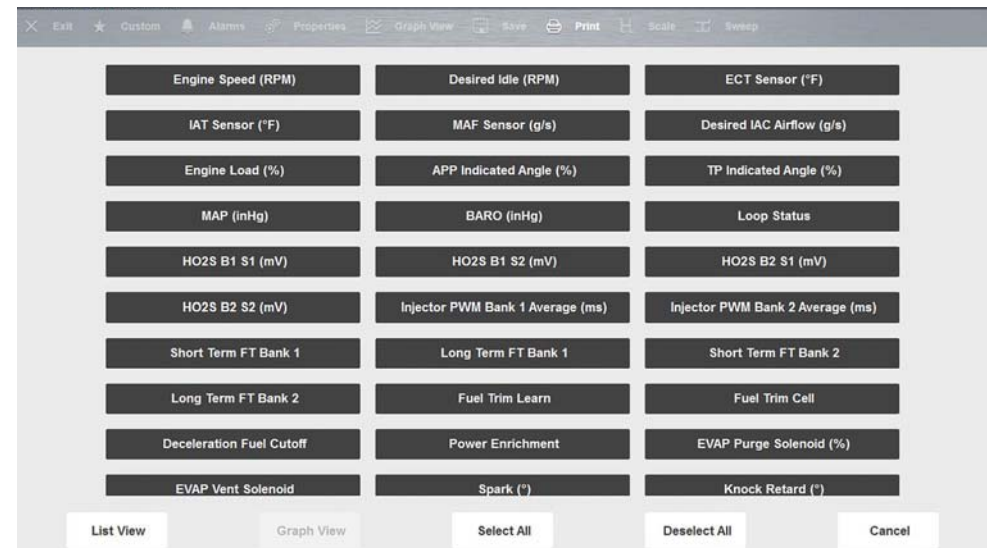 Exit Custom Alarms Properties Graph View Save Print Scale Sweep
Engine Speed (RPM) Desired Idle (RPM) ECT Sensor (°F)
IAT Sensor (°F) MAF Sensor (g/s) Desired IAC Airflow (g/s)
Engine Load (%) APP Indicated Angle (%) TP Indicated Angle (%)
MAP (inHg) BARO (inHg) Loop Status
HO2S B1 S1 (mV) HO2S B1 S2 (mV) HO2S B2 S1 (mV)
HO2S B2 S2 (mV) Injector PWM Bank 1 Average (ms) Injector PWM Bank 2 Average (ms)
Short Term FT Bank 1 Long Term FT Bank 1 Short Term FT Bank 2
Long Term FT Bank 2 Fuel Trim Learn Fuel Trim Cell
Deceleration Fuel Cutoff Power Enrichment EVAP Purge Solenoid (%)
EVAP Vent Solenoid Spark (°) Knock Retard (°)
List View Graph View Select All Deselect All Cancel